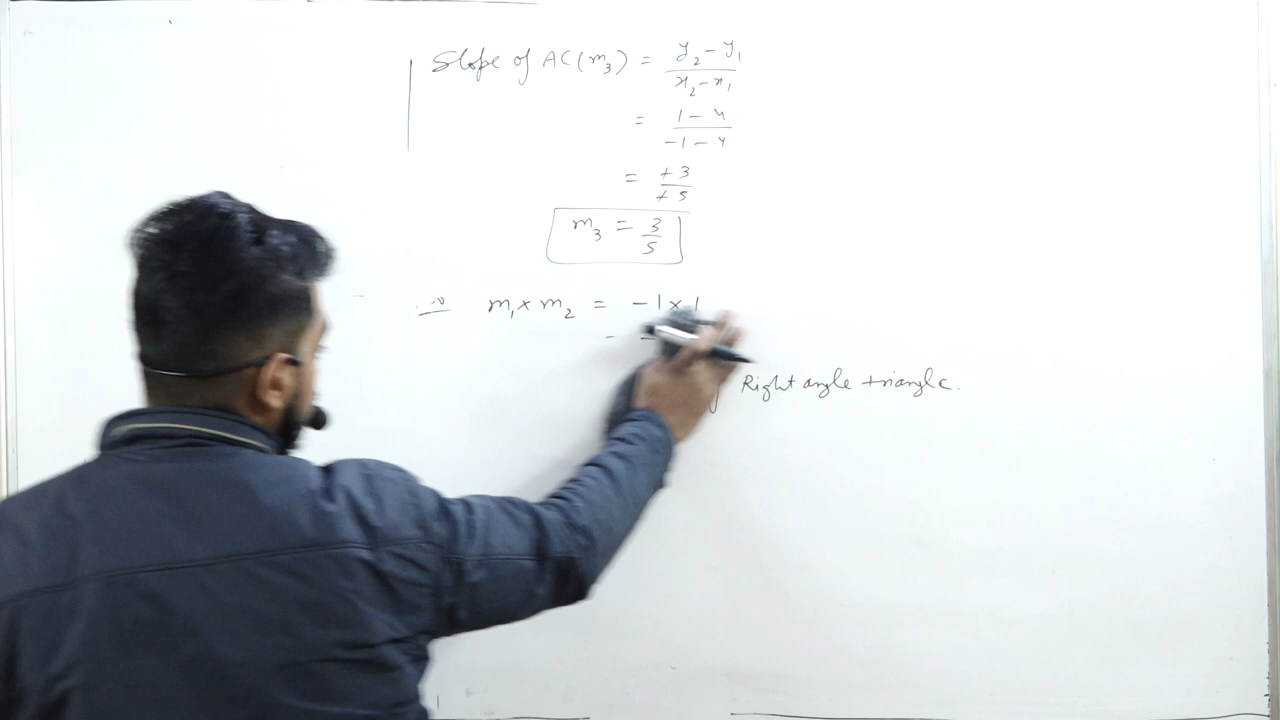 Slope of AC (m₃) = y₂ - y₁ / x₂ - x₁
= 1 - 4 / -1 - 4
= +3 / +5
m₃ = 3/5
m₁ × m₂ = -1 × 1
Right angle triangle.